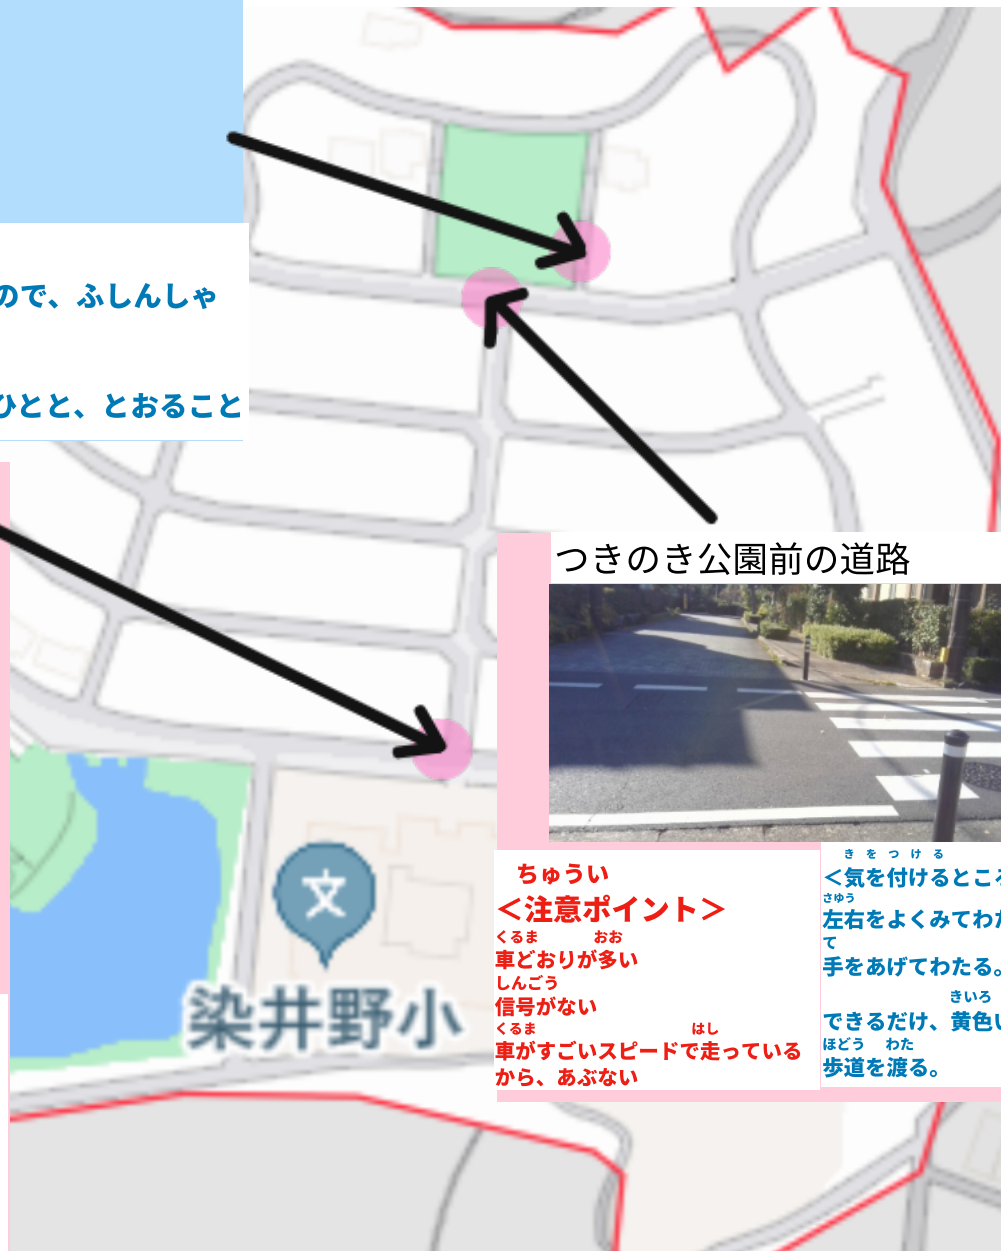 ので、ふしんしゃ
ひとと、とおること
つきのき公園前の道路
ちゅうい
＜注意ポイント＞
くるま おお
車どおりが多い
しんごう
信号がない
くるま はし
車がすごいスピードで走っている
から、あぶない
きをつける
＜気を付けるところ
さゆう
左右をよくみてわた
て
手をあげてわたる。
きいろ
できるだけ、黄色い
ほどう わた
歩道を渡る。
文
染井野小